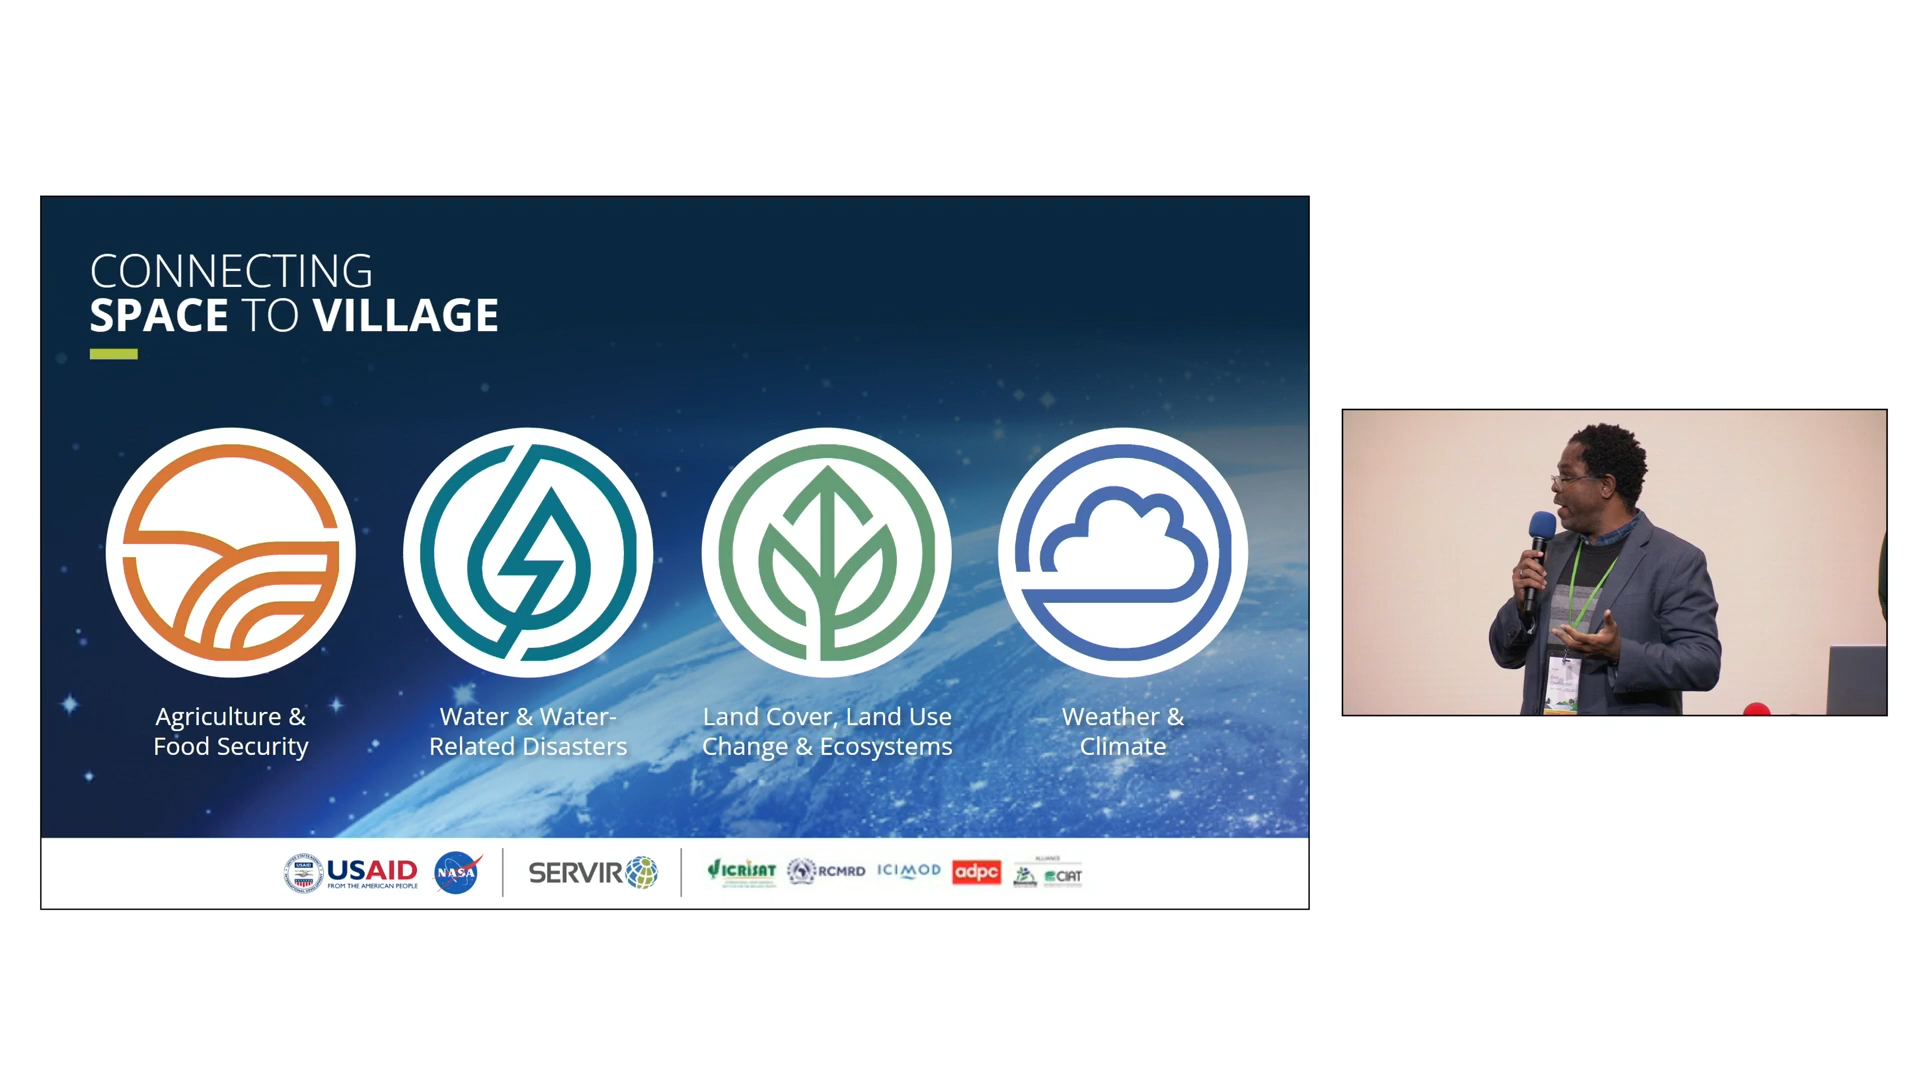 CONNECTING
SPACE TO VILLAGE
Agriculture &
Food Security
Water & Water-
Related Disasters
Land Cover, Land Use
Change & Ecosystems
Weather &
Climate
USAID
FROM THE AMERICAN PEOPLE
NASA
SERVIR
ICRISAT
RCMRD
ICIMOD
adpc
ALLIANCE
CIAT